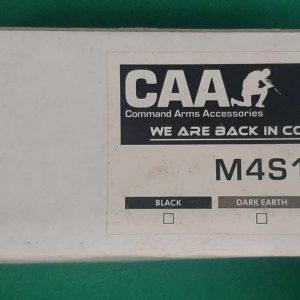 CAA
Command Arms Accessories
WE ARE BACK IN
M4S1
BLACK
DARK EARTH